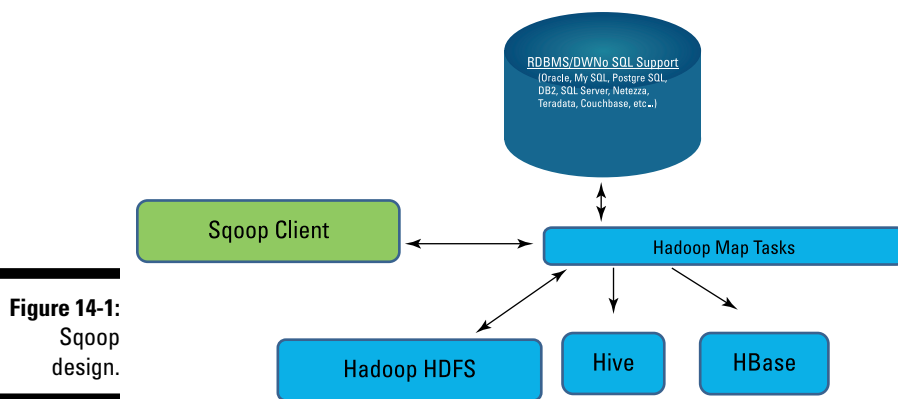 RDBMS/DWNo SQL Support
(Oracle, My SQL, Postgre SQL,
DB2, SQL Server, Netezza,
Teradata, Couchbase, etc...)
Sqoop Client
Hadoop Map Tasks
Figure 14-1:
Sqoop
design.
Hadoop HDFS
Hive
HBase